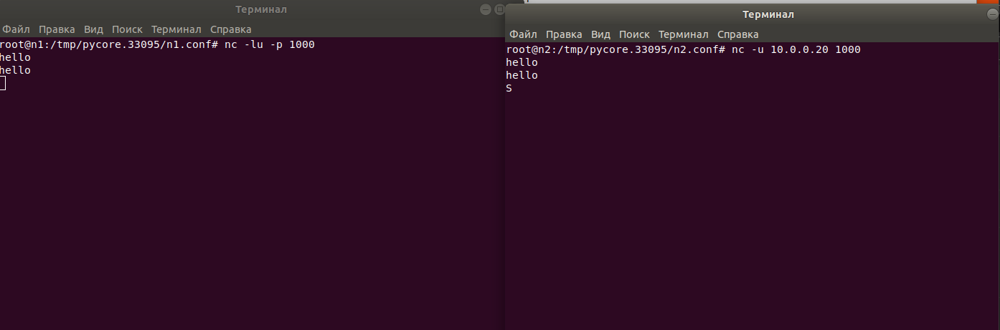 Терминал
Файл Правка Вид Поиск Терминал Справка
root@n1:/tmp/pycore.33095/n1.conf# nc -lu -p 1000
hello
hello
Терминал
Файл Правка Вид Поиск Терминал Справка
root@n2:/tmp/pycore.33095/n2.conf# nc -u 10.0.0.20 1000
hello
hello
S